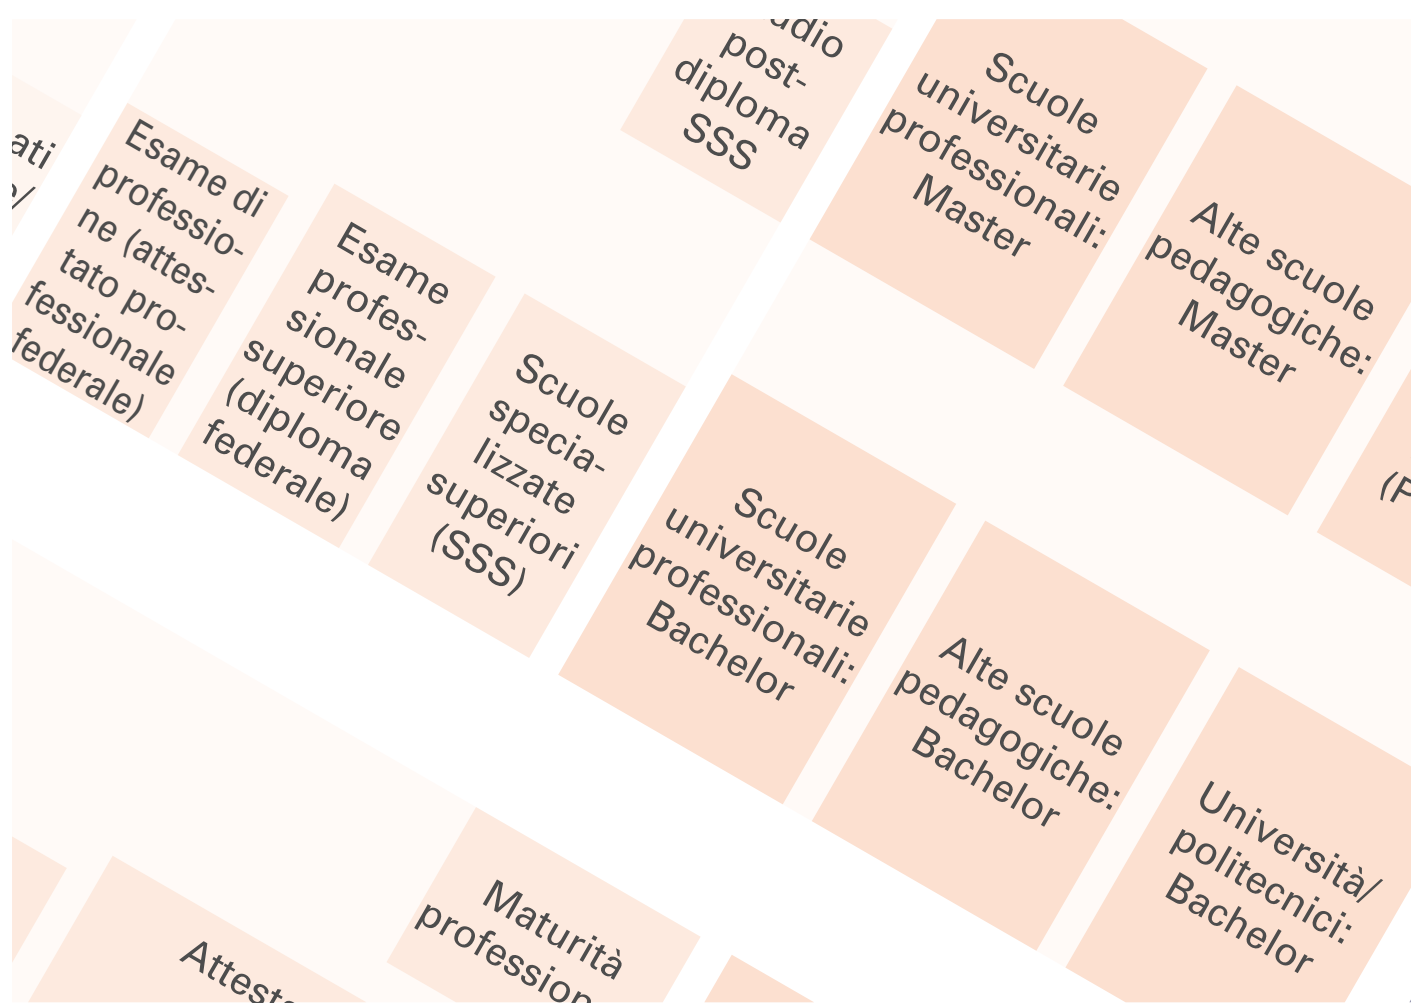 post-
diploma
SSS
Scuole
universitarie
professionali:
Master
Alte scuole
pedagogiche:
Master
Esame di
professio-
ne (attes-
tato pro-
fessionale
federale)
Esame
profes-
sionale
superiore
(diploma
federale)
Scuole
specia-
lizzate
superiori
(SSS)
Scuole
universitarie
professionali:
Bachelor
Alte scuole
pedagogiche:
Bachelor
Università/
politecnici:
Bachelor
Maturità